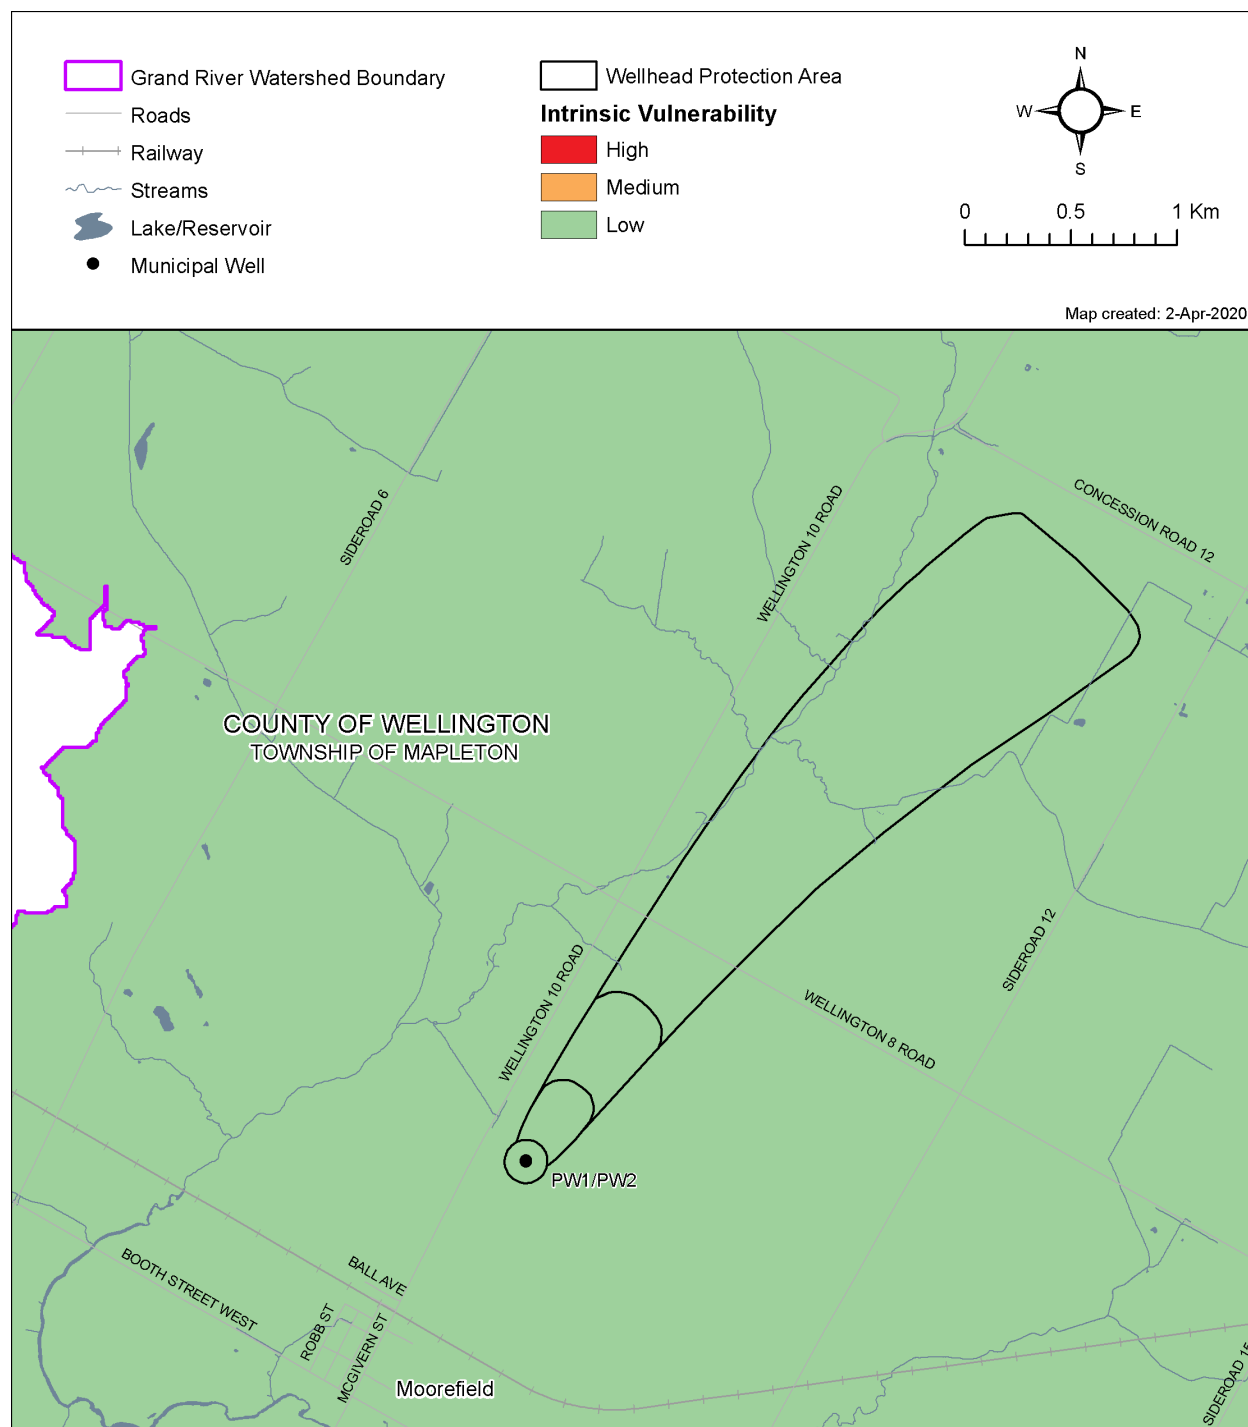 Grand River Watershed Boundary
Roads
Railway
Streams
Lake/Reservoir
Municipal Well
Wellhead Protection Area
Intrinsic Vulnerability
High
Medium
Low
N
W
E
S
0 0.5 1 Km
Map created: 2-Apr-2020
SIDEROAD 6
WELLINGTON 10 ROAD
CONCESSION ROAD 12
COUNTY OF WELLINGTON
TOWNSHIP OF MAPLETON
WELLINGTON 10 ROAD
SIDEROAD 12
WELLINGTON 8 ROAD
PW1/PW2
BOOTH STREET WEST
BALL AVE
ROBB ST
MCGIVERN ST
Moorefield
SIDEROAD 15